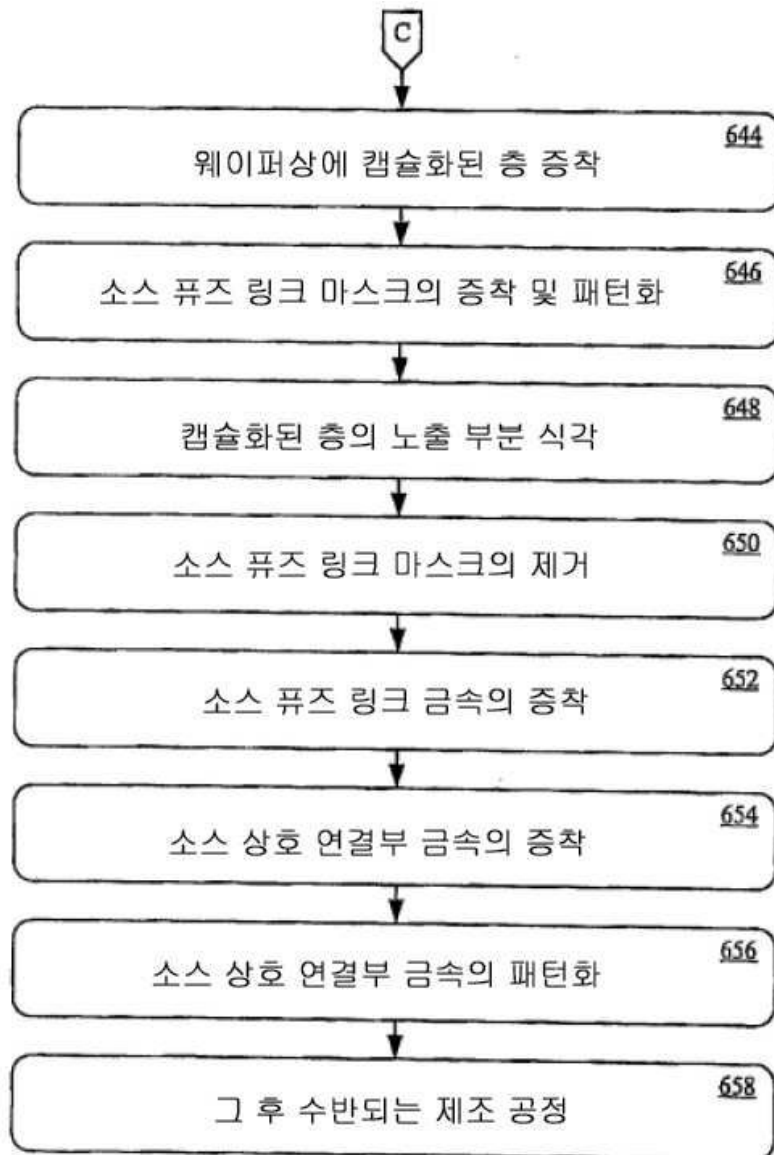 C
644
웨이퍼상에 캡슐화된 층 증착
646
소스 퓨즈 링크 마스크의 증착 및 패턴화
648
캡슐화된 층의 노출 부분 식각
650
소스 퓨즈 링크 마스크의 제거
652
소스 퓨즈 링크 금속의 증착
654
소스 상호 연결부 금속의 증착
656
소스 상호 연결부 금속의 패턴화
658
그 후 수반되는 제조 공정